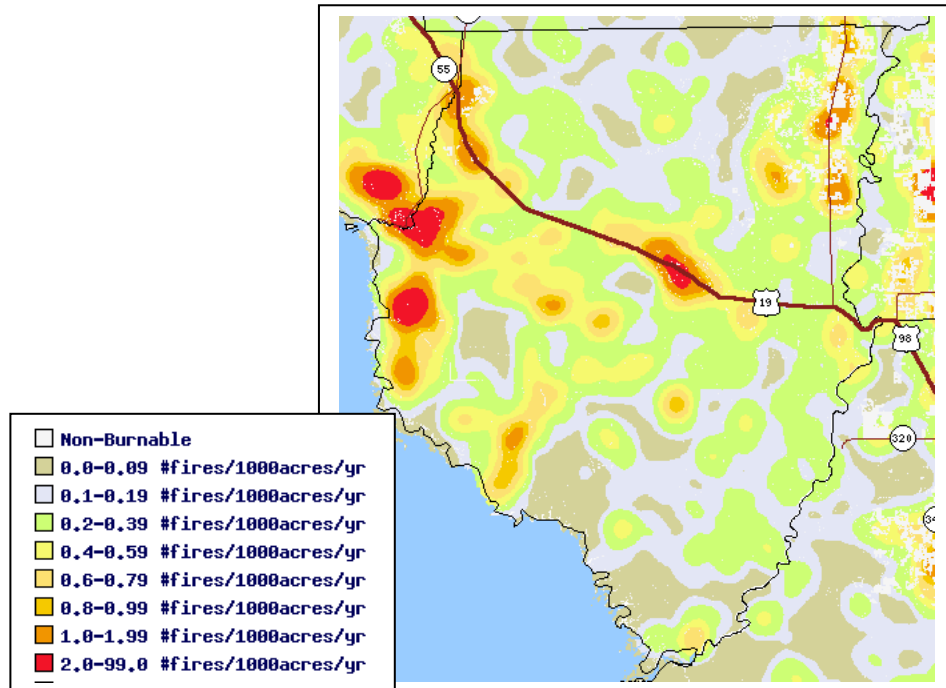 55
19
98
320
34
Non-Burnable
0.0-0.09 #fires/1000acres/yr
0.1-0.19 #fires/1000acres/yr
0.2-0.39 #fires/1000acres/yr
0.4-0.59 #fires/1000acres/yr
0.6-0.79 #fires/1000acres/yr
0.8-0.99 #fires/1000acres/yr
1.0-1.99 #fires/1000acres/yr
2.0-99.0 #fires/1000acres/yr